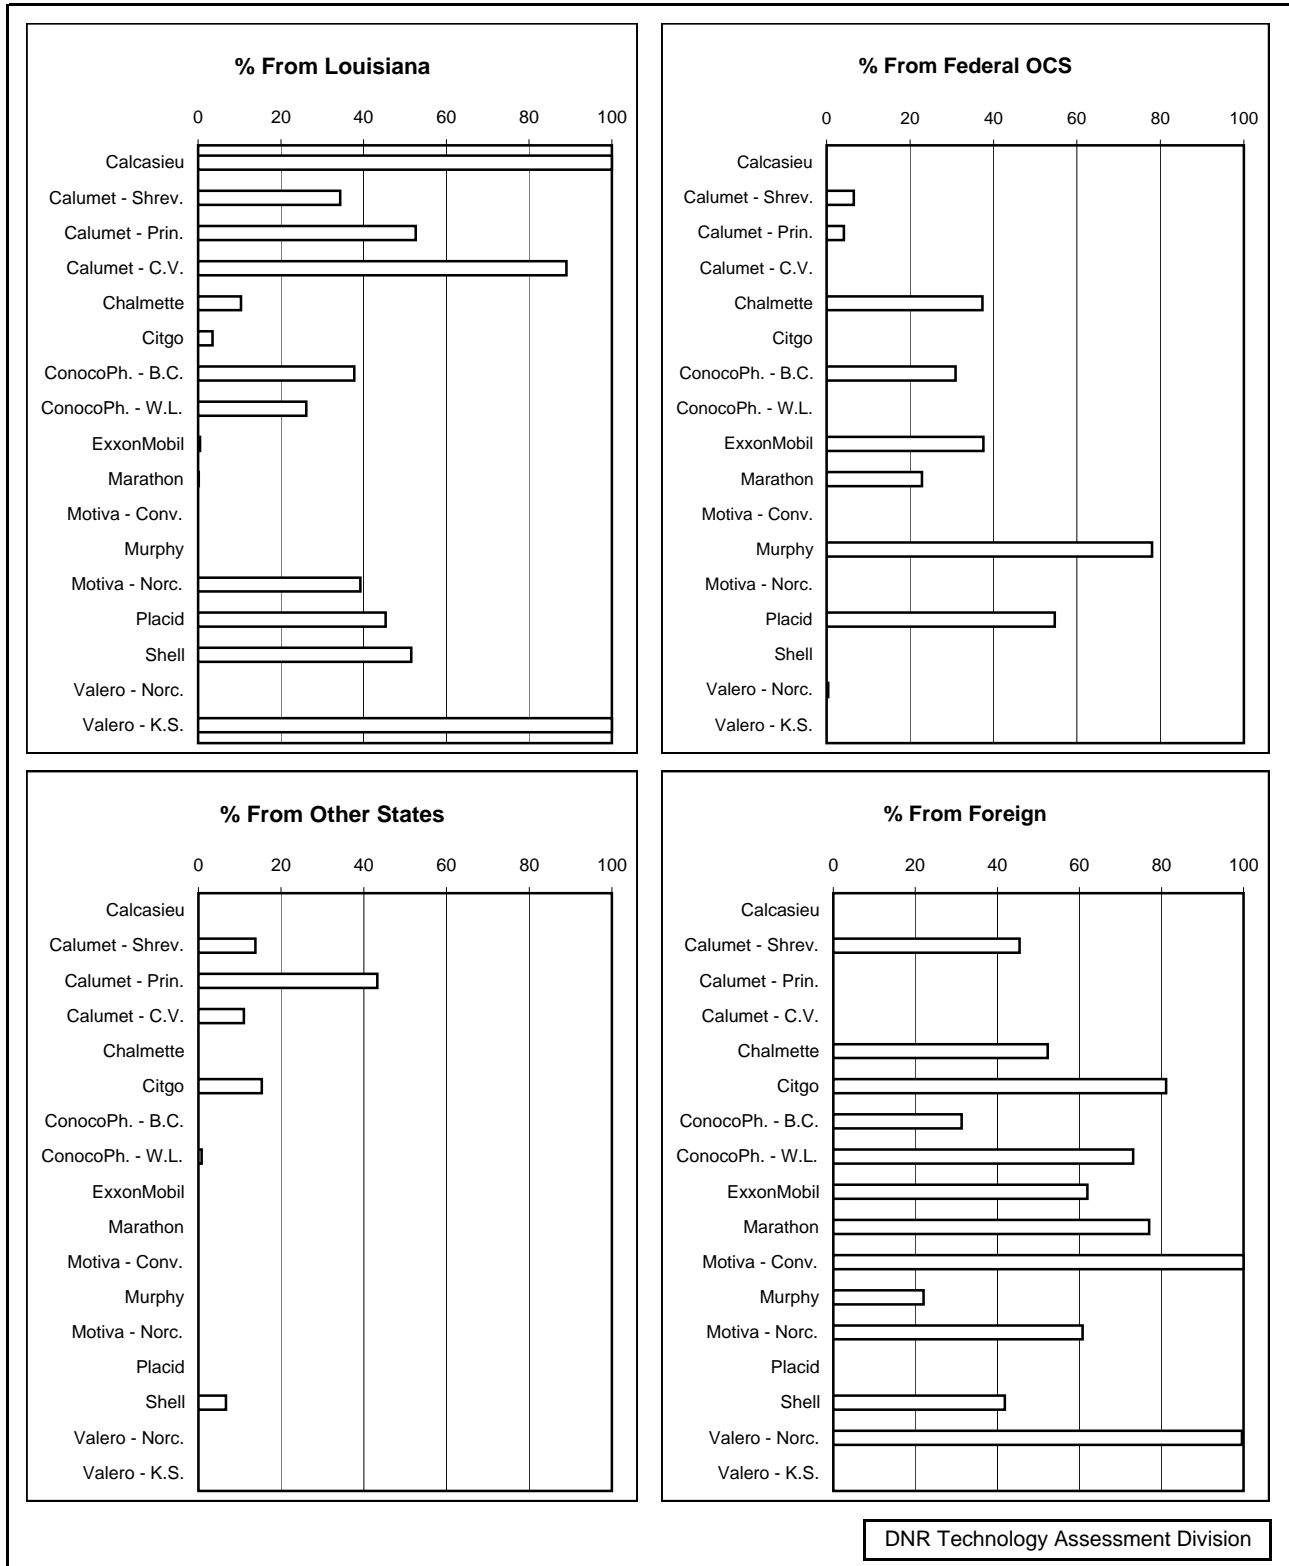 % From Louisiana
0 20 40 60 80 100
Calcasieu
Calumet - Shrev.
Calumet - Prin.
Calumet - C.V.
Chalmette
Citgo
ConocoPh. - B.C.
ConocoPh. - W.L.
ExxonMobil
Marathon
Motiva - Conv.
Murphy
Motiva - Norc.
Placid
Shell
Valero - Norc.
Valero - K.S.
% From Federal OCS
0 20 40 60 80 100
Calcasieu
Calumet - Shrev.
Calumet - Prin.
Calumet - C.V.
Chalmette
Citgo
ConocoPh. - B.C.
ConocoPh. - W.L.
ExxonMobil
Marathon
Motiva - Conv.
Murphy
Motiva - Norc.
Placid
Shell
Valero - Norc.
Valero - K.S.
% From Other States
0 20 40 60 80 100
Calcasieu
Calumet - Shrev.
Calumet - Prin.
Calumet - C.V.
Chalmette
Citgo
ConocoPh. - B.C.
ConocoPh. - W.L.
ExxonMobil
Marathon
Motiva - Conv.
Murphy
Motiva - Norc.
Placid
Shell
Valero - Norc.
Valero - K.S.
% From Foreign
0 20 40 60 80 100
Calcasieu
Calumet - Shrev.
Calumet - Prin.
Calumet - C.V.
Chalmette
Citgo
ConocoPh. - B.C.
ConocoPh. - W.L.
ExxonMobil
Marathon
Motiva - Conv.
Murphy
Motiva - Norc.
Placid
Shell
Valero - Norc.
Valero - K.S.
DNR Technology Assessment Division